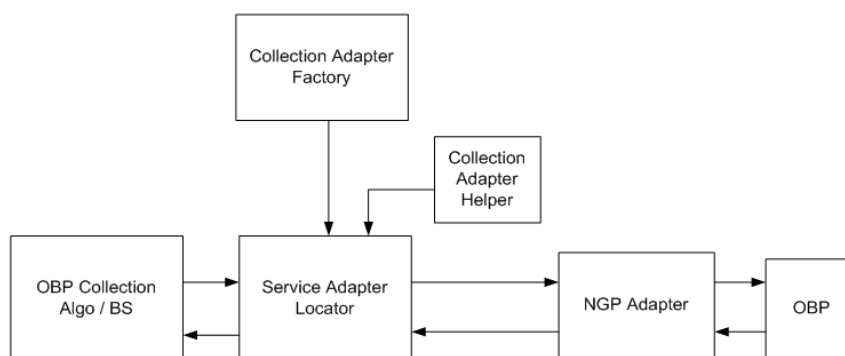 Collection Adapter
Factory
Collection
Adapter
Helper
OBP Collection
Algo / BS
Service Adapter
Locator
NGP Adapter
OBP